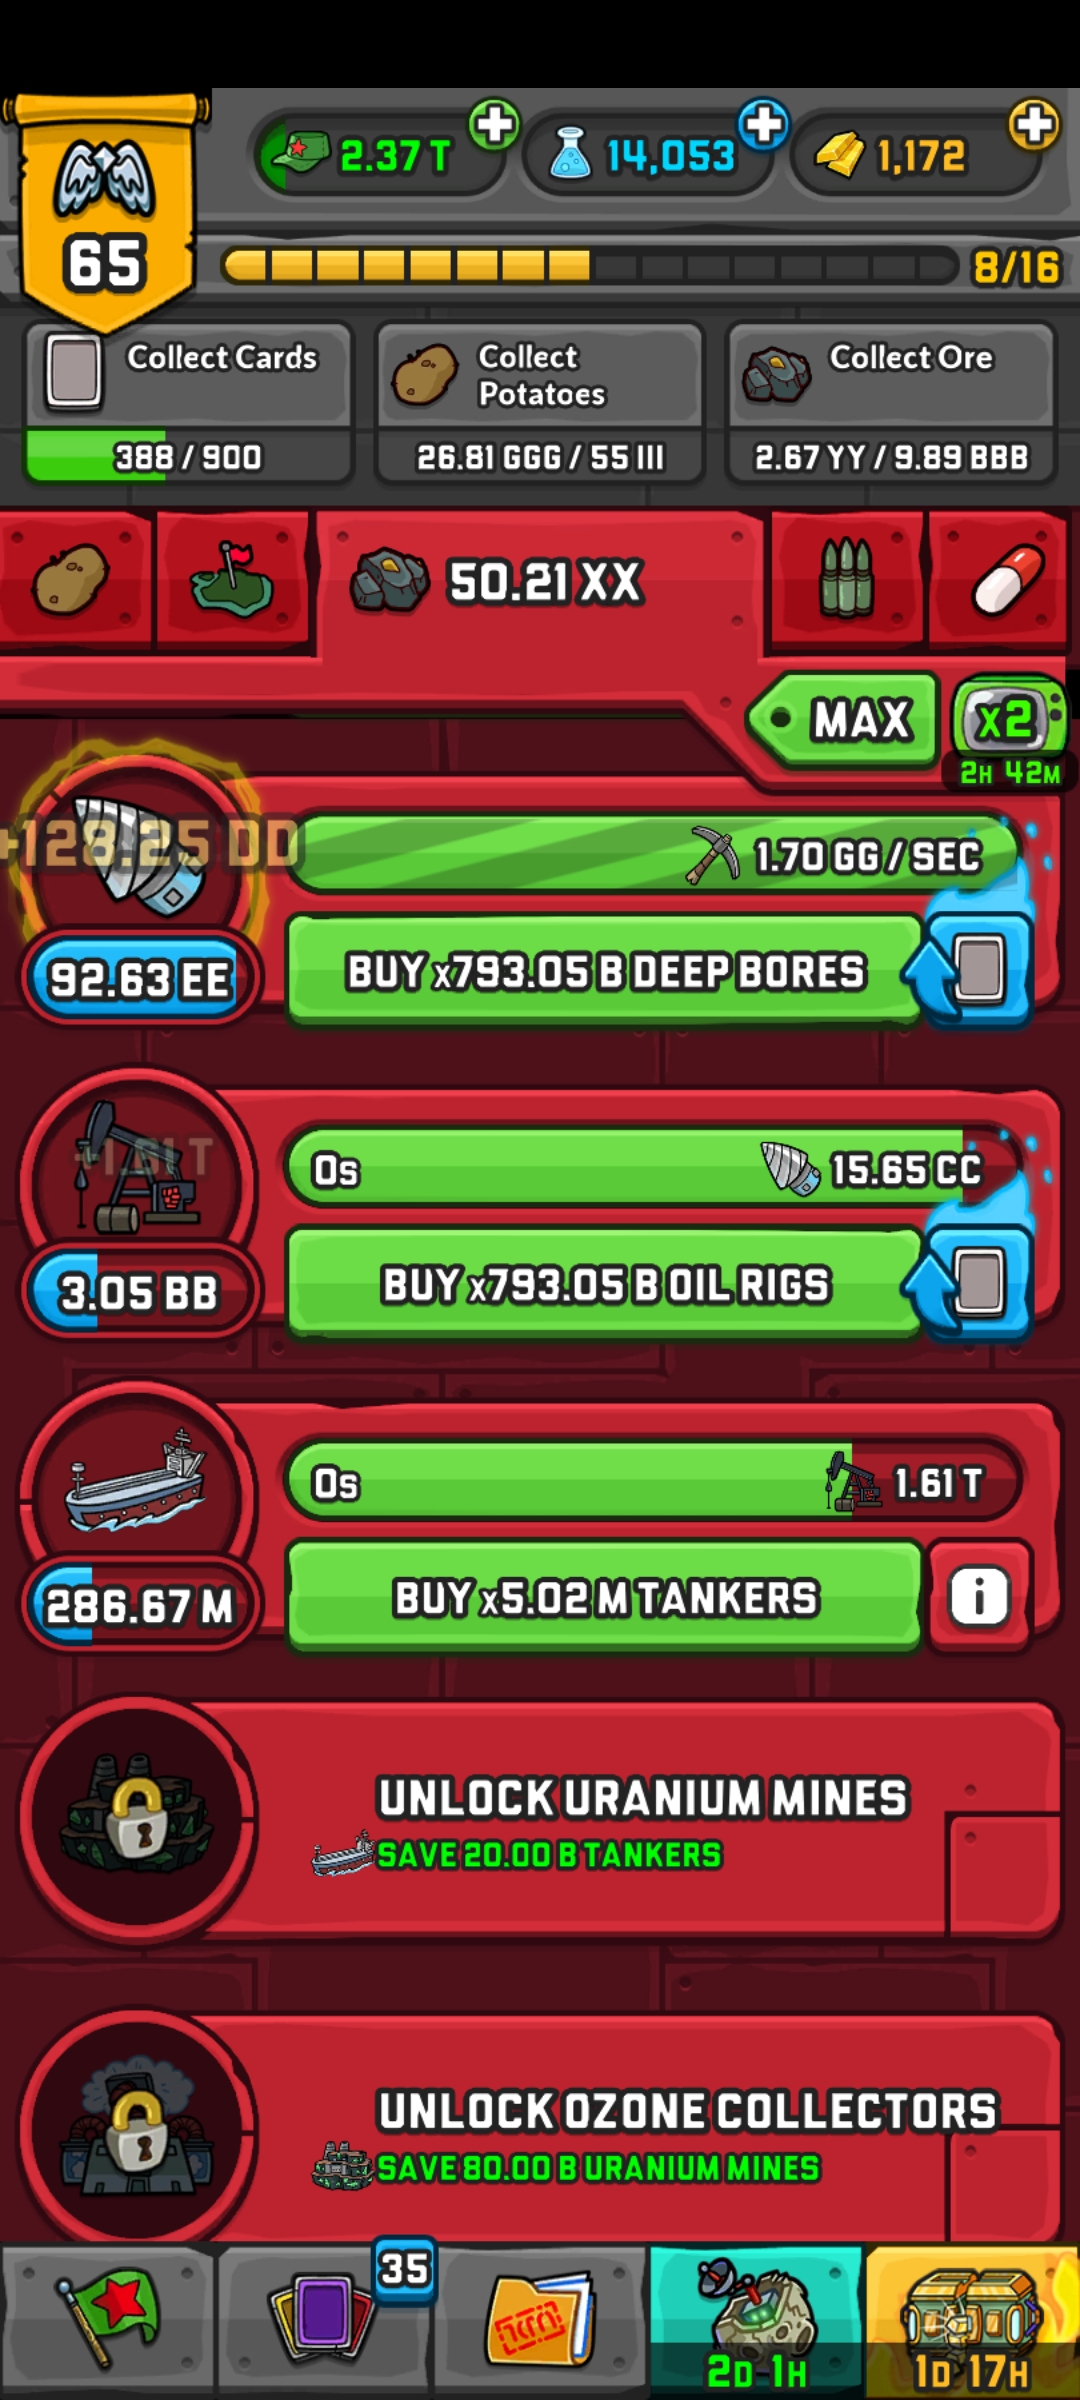 2.37 T
14,053
1,172
65
8/16
Collect Cards
388 / 900
Collect
Potatoes
26.81 GGG / 55 III
Collect Ore
2.67 YY / 9.89 BBB
50.21 XX
MAX
x2
2H 42M
+128.25 DD
1.70 GG / SEC
92.63 EE
BUY x793.05 B DEEP BORES
+1.61 T
0s
15.65 CC
3.05 BB
BUY x793.05 B OIL RIGS
0s
1.61 T
286.67 M
BUY x5.02 M TANKERS
i
UNLOCK URANIUM MINES
SAVE 20.00 B TANKERS
UNLOCK OZONE COLLECTORS
SAVE 80.00 B URANIUM MINES
35
2D 1H
1D 17H